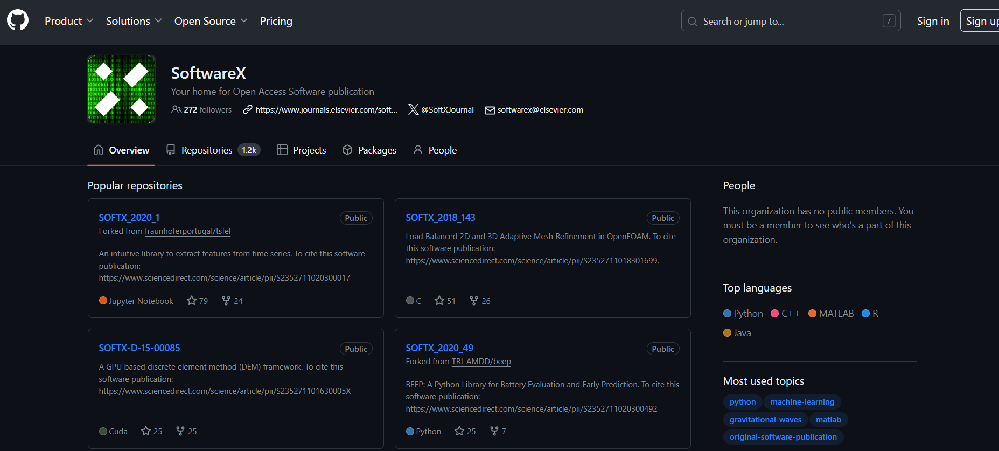 Product Solutions Open Source Pricing Search or jump to... / Sign in Sign up
SoftwareX
Your home for Open Access Software publication
272 followers https://www.journals.elsevier.com/soft... @SoftXJournal softwarex@elsevier.com
Overview Repositories 1.2k Projects Packages People
Popular repositories
SOFTX_2020_1 Public
Forked from fraunhoferportugal/tsfel
An intuitive library to extract features from time series. To cite this software
publication:
https://www.sciencedirect.com/science/article/pii/S2352711020300017
Jupyter Notebook 79 24
SOFTX_2018_143 Public
Load Balanced 2D and 3D Adaptive Mesh Refinement in OpenFOAM. To cite
this software publication:
https://www.sciencedirect.com/science/article/pii/S2352711018301699.
C 51 26
SOFTX-D-15-00085 Public
A GPU based discrete element method (DEM) framework. To cite this
software publication:
https://www.sciencedirect.com/science/article/pii/S235271101630005X
Cuda 25 25
SOFTX_2020_49 Public
Forked from TRI-AMDD/beep
BEEP: A Python Library for Battery Evaluation and Early Prediction. To cite this
software publication:
https://www.sciencedirect.com/science/article/pii/S2352711020300492
Python 25 7
People
This organization has no public members. You
must be a member to see who’s a part of this
organization.
Top languages
Python C++ MATLAB R
Java
Most used topics
python machine-learning
gravitational-waves matlab
original-software-publication